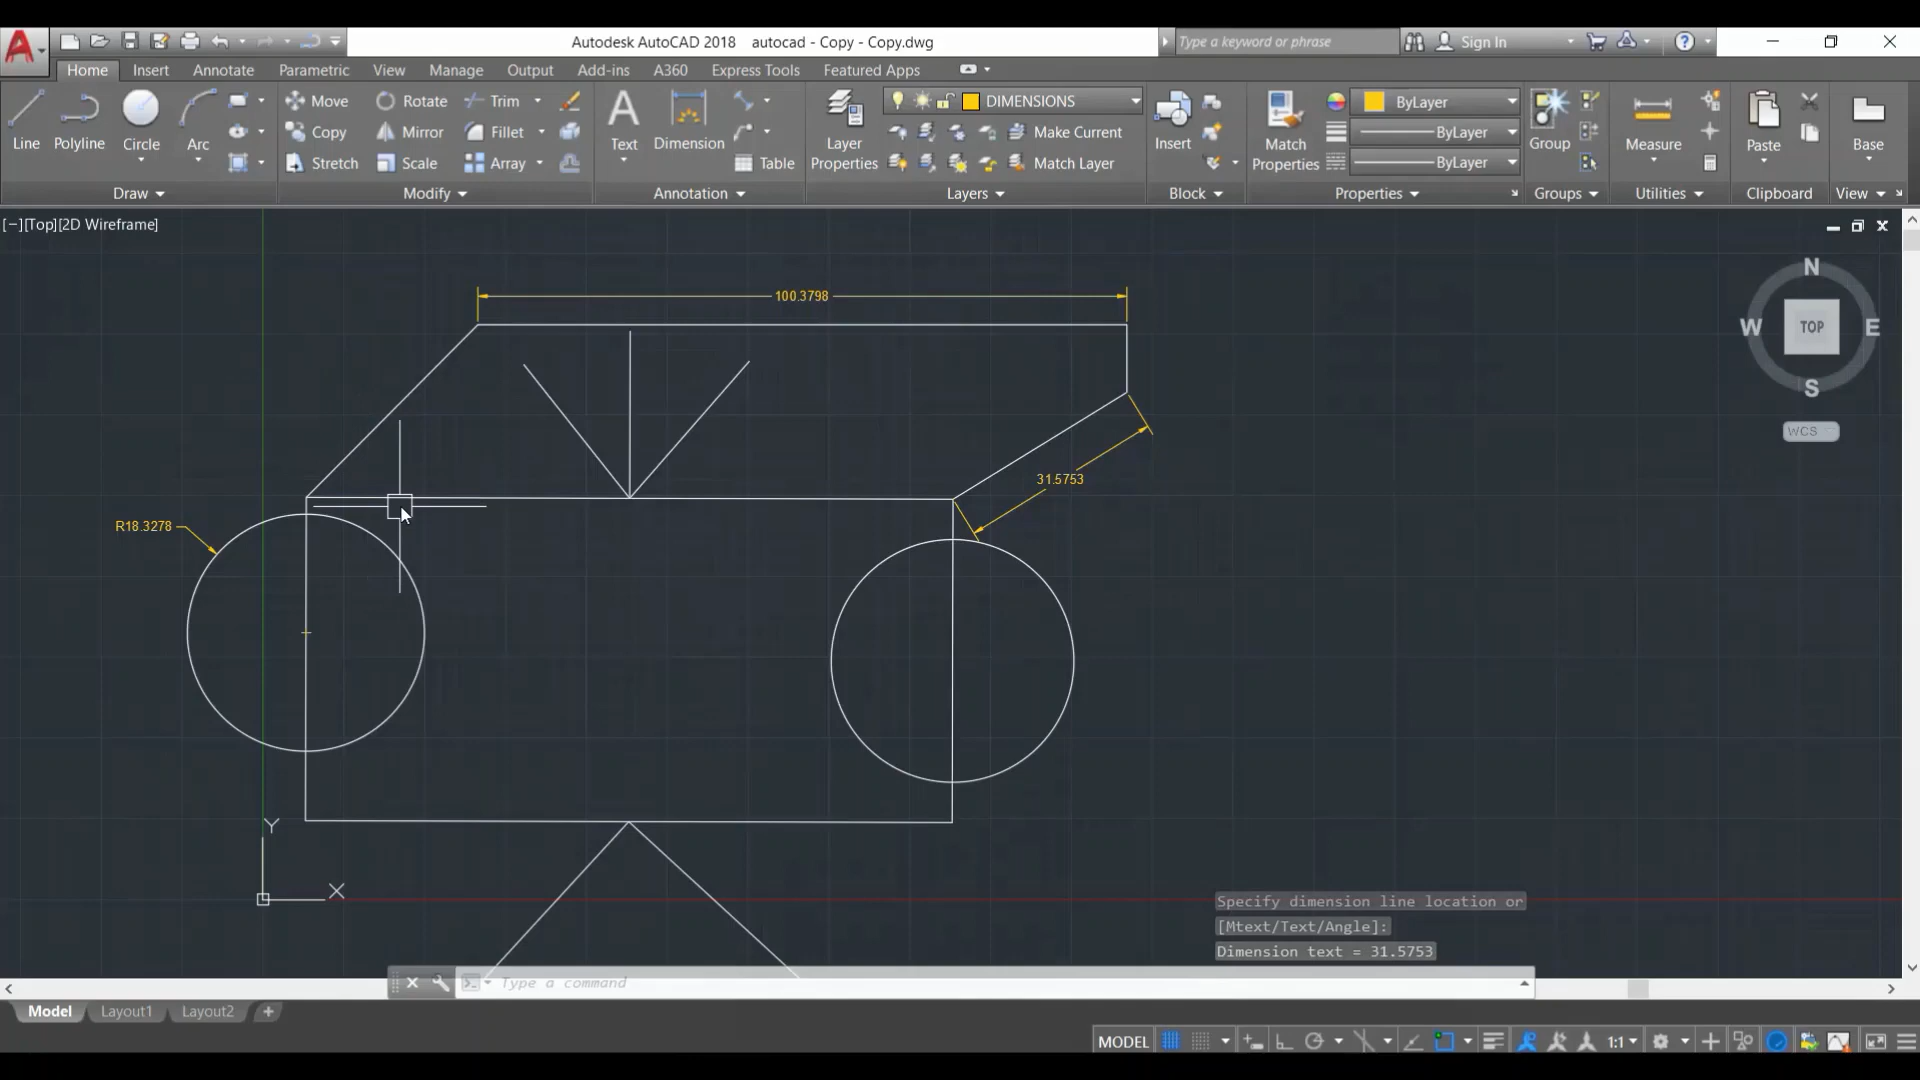 Autodesk AutoCAD 2018 autocad - Copy - Copy.dwg
Type a keyword or phrase
Sign In
Home Insert Annotate Parametric View Manage Output Add-ins A360 Express Tools Featured Apps
Line Polyline Circle Arc
Move Rotate Trim
Copy Mirror Fillet
Stretch Scale Array
Text Dimension Table
Layer Properties
DIMENSIONS
Make Current
Match Layer
Insert
Match Properties
ByLayer
ByLayer
ByLayer
Group
Measure
Paste
Base
Draw Modify Annotation Layers Block Properties Groups Utilities Clipboard View
[−][Top][2D Wireframe]
N
W TOP E
S
WCS
100.3798
31.5753
R18.3278
Y
X
Specify dimension line location or
[Mtext/Text/Angle]:
Dimension text = 31.5753
Type a command
Model Layout1 Layout2 +
MODEL 1:1